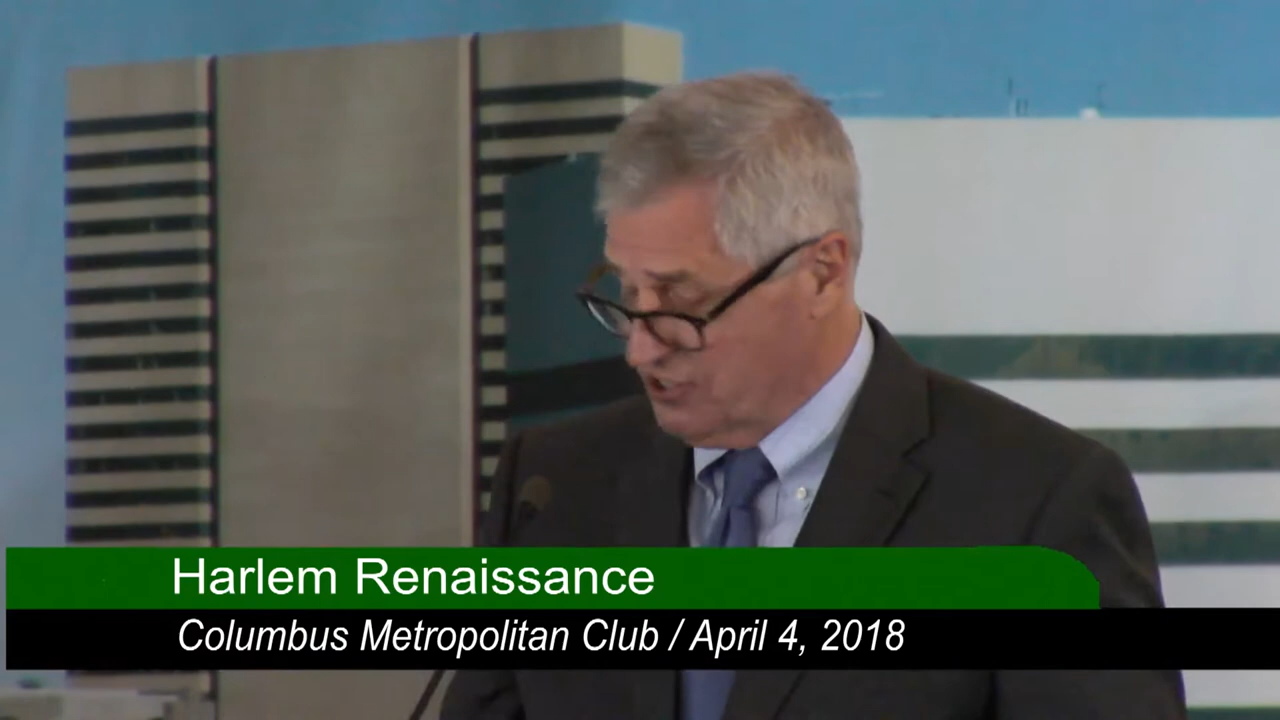 Harlem Renaissance
Columbus Metropolitan Club / April 4, 2018